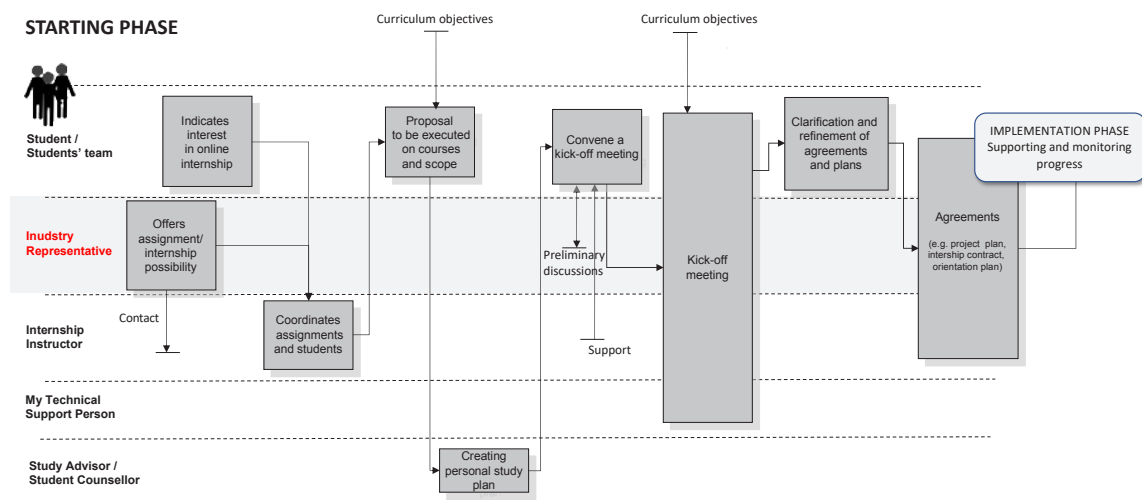 Curriculum objectives
Curriculum objectives
STARTING PHASE
Student /
Students' team
Indicates
interest
in online
internship
Proposal
to be executed
on courses
and scope
Convene a
kick-off meeting
Clarification and
refinement of
agreements
and plans
IMPLEMENTATION PHASE
Supporting and monitoring
progress
Inudstry
Representative
Offers
assignment/
internship
possibility
Preliminary
discussions
Kick-off
meeting
Agreements
(e.g. project plan,
intership contract,
orientation plan)
Contact
Internship
Instructor
Coordinates
assignments
and students
Support
My Technical
Support Person
Study Advisor /
Student Counsellor
Creating
personal study
plan